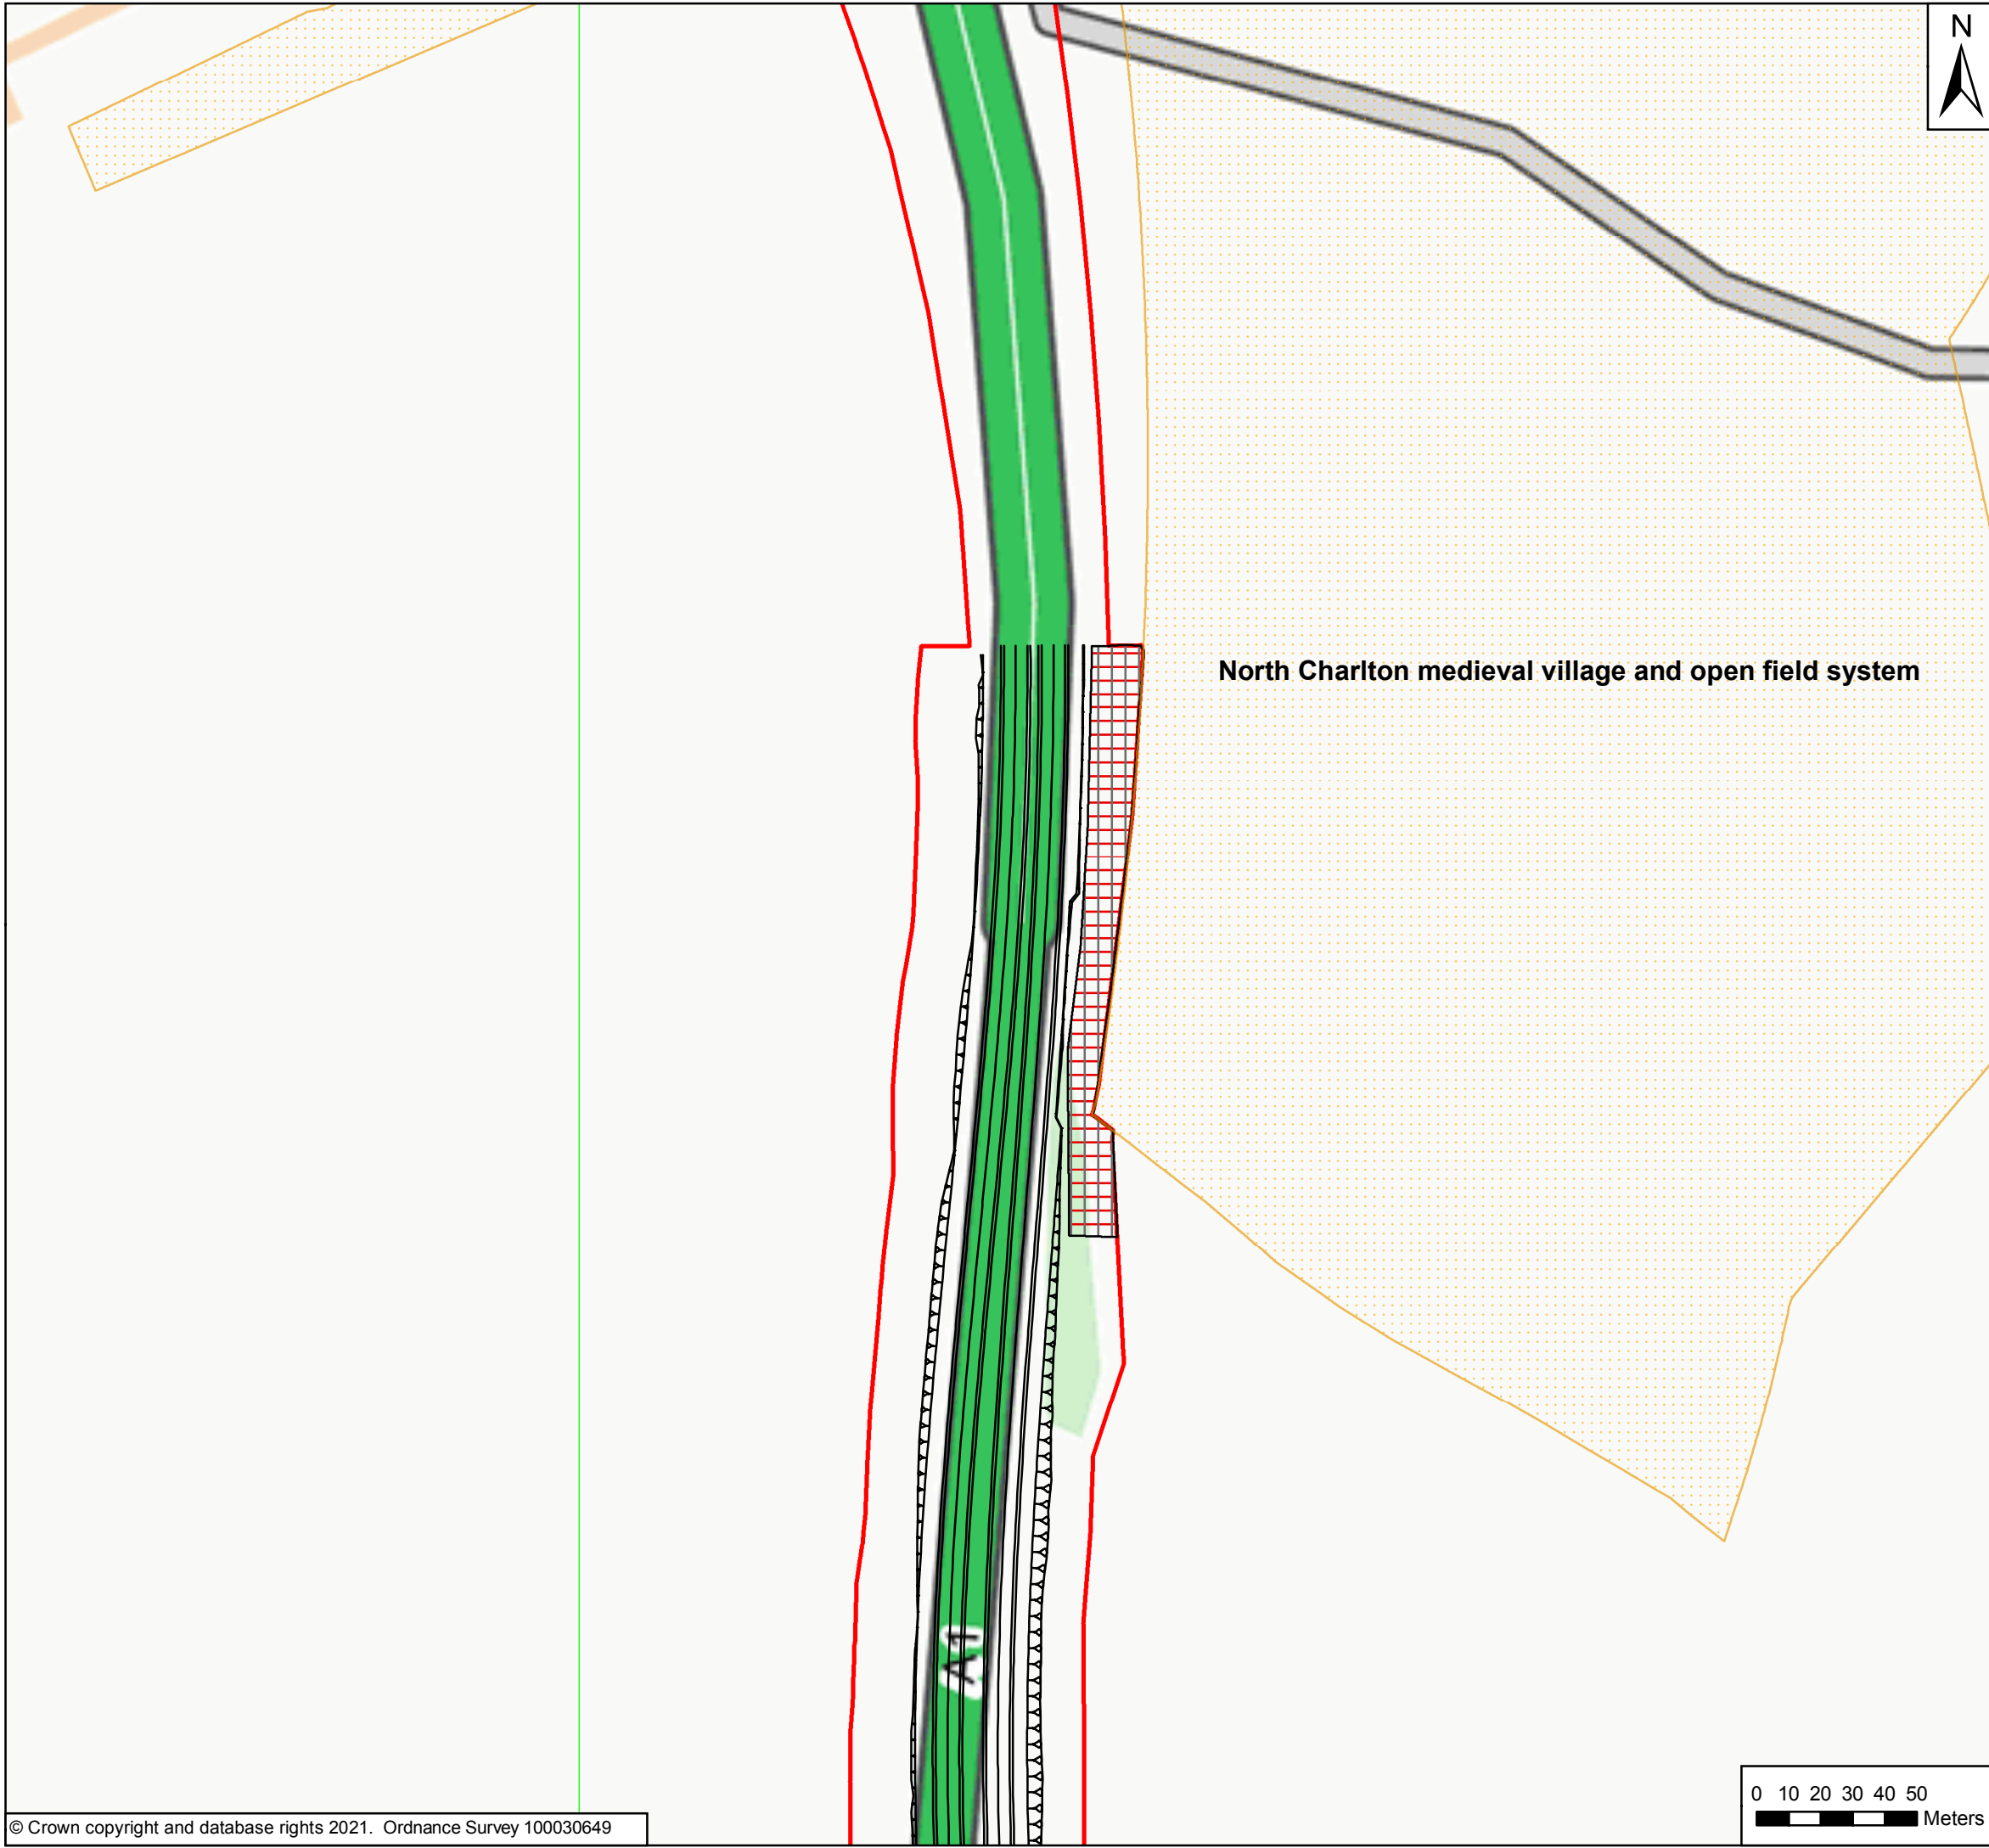 N
North Charlton medieval village and open field system
A1
0 10 20 30 40 50
Meters
© Crown copyright and database rights 2021. Ordnance Survey 100030649